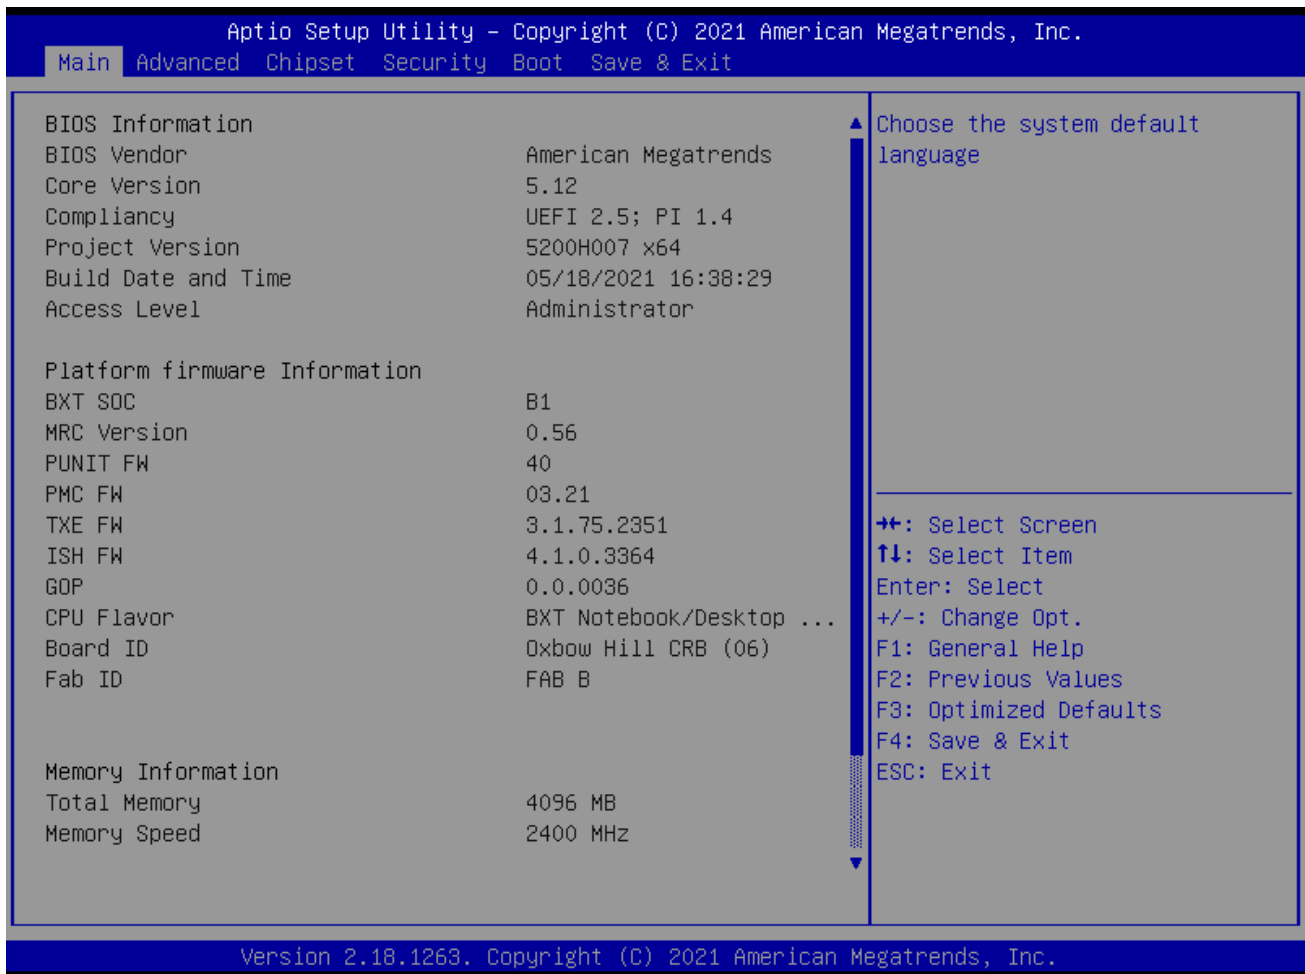 Aptio Setup Utility – Copyright (C) 2021 American Megatrends, Inc.
Main Advanced Chipset Security Boot Save & Exit
BIOS Information
BIOS Vendor American Megatrends
Core Version 5.12
Compliancy UEFI 2.5; PI 1.4
Project Version 5200H007 x64
Build Date and Time 05/18/2021 16:38:29
Access Level Administrator
Platform firmware Information
BXT SOC B1
MRC Version 0.56
PUNIT FW 40
PMC FW 03.21
TXE FW 3.1.75.2351
ISH FW 4.1.0.3364
GOP 0.0.0036
CPU Flavor BXT Notebook/Desktop ...
Board ID Oxbow Hill CRB (06)
Fab ID FAB B
Memory Information
Total Memory 4096 MB
Memory Speed 2400 MHz
Choose the system default
language
→←: Select Screen
↑↓: Select Item
Enter: Select
+/-: Change Opt.
F1: General Help
F2: Previous Values
F3: Optimized Defaults
F4: Save & Exit
ESC: Exit
Version 2.18.1263. Copyright (C) 2021 American Megatrends, Inc.